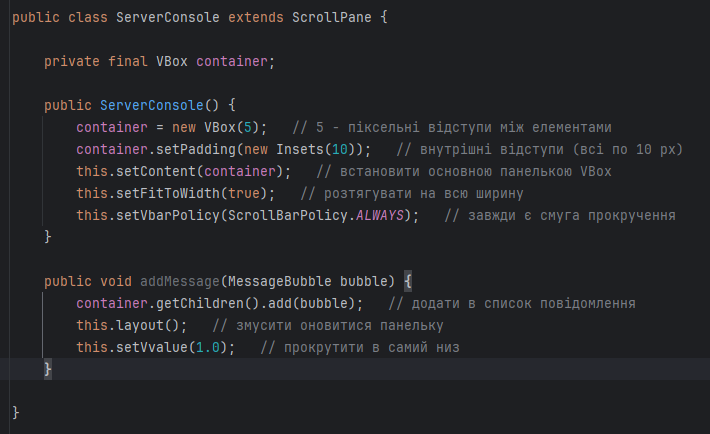 public class ServerConsole extends ScrollPane {
private final VBox container;
public ServerConsole() {
container = new VBox(5);   // 5 - піксельні відступи між елементами
container.setPadding(new Insets(10));   // внутрішні відступи (всі по 10 px)
this.setContent(container);   // встановити основною панелькою VBox
this.setFitToWidth(true);   // розтягувати на всю ширину
this.setVbarPolicy(ScrollBarPolicy.ALWAYS);   // завжди є смуга прокручення
}
public void addMessage(MessageBubble bubble) {
container.getChildren().add(bubble);   // додати в список повідомлення
this.layout();   // змусити оновитися панельку
this.setVvalue(1.0);   // прокрутити в самий низ
}
}